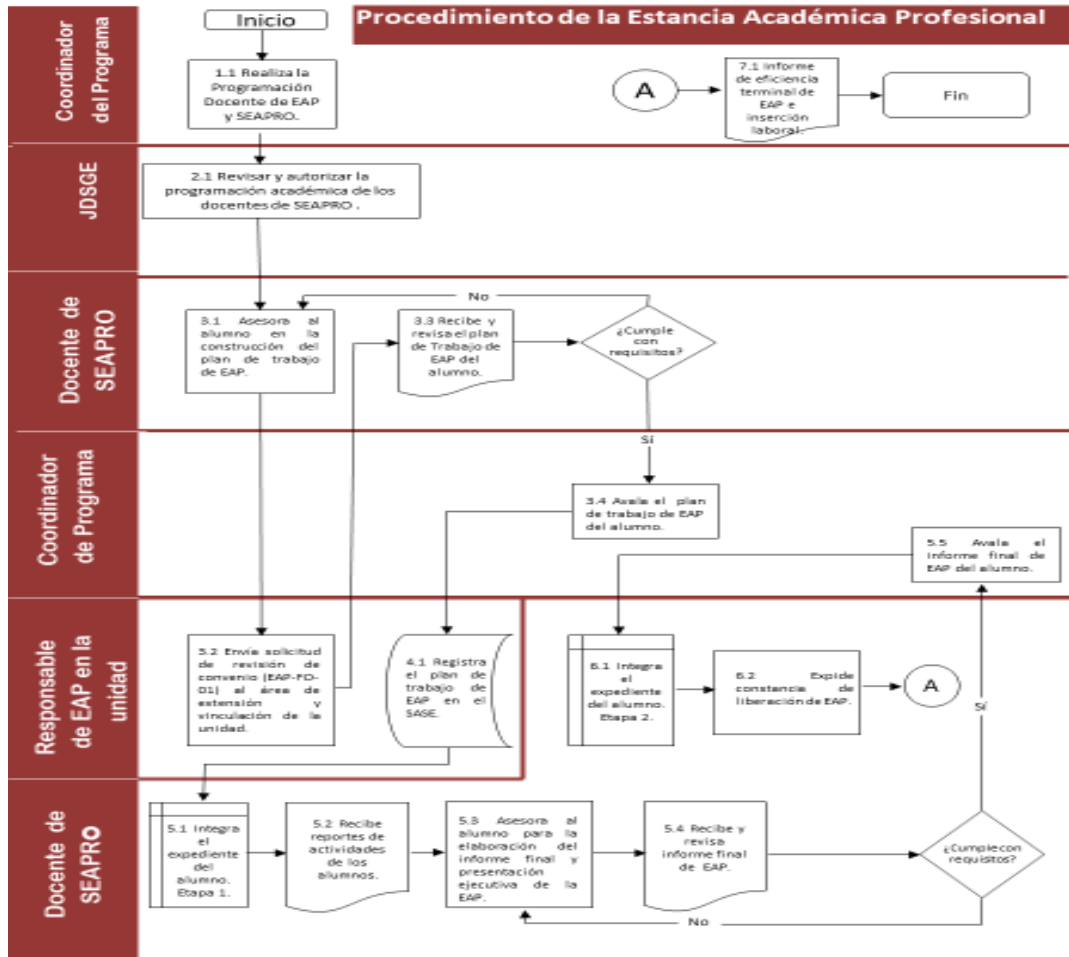 Procedimiento de la Estancia Académica Profesional
Coordinador
del Programa
Inicio
1.1 Realiza la
Programación
Docente de EAP
y SEAPRO.
A
7.1 Informe
de eficiencia
terminal de
EAP e
inserción
laboral.
Fin
JDSGE
2.1 Revisar y autorizar la
programación académica de los
docentes de SEAPRO .
Docente de
SEAPRO
3.1 Asesora al
alumno en la
construcción del
plan de trabajo
de EAP.
3.3 Recibe y
revisa el plan
de Trabajo de
EAP del
alumno.
No
¿Cumple
con
requisitos?
Sí
Coordinador
de Programa
3.4 Avala el plan
de trabajo de EAP
del alumno.
5.5 Avala el
informe final de
EAP del alumno.
Responsable
de EAP en la
unidad
3.2 Envía solicitud
de revisión de
convenio (EAP-FO-
01) al área de
extensión y
vinculación de la
unidad.
4.1 Registra
el plan de
trabajo de
EAP en el
SASE.
6.1 Integra
el
expediente
del alumno.
Etapa 2.
6.2 Expide
constancia de
liberación de EAP.
A
Sí
Docente de
SEAPRO
5.1 Integra
el
expediente
del
alumno.
Etapa 1.
5.2 Recibe
reportes de
actividades de
los alumnos.
5.3 Asesora al
alumno para la
elaboración del
informe final y
presentación
ejecutiva de la
EAP.
5.4 Recibe y
revisa
informe final
de EAP.
¿Cumple con
requisitos?
No